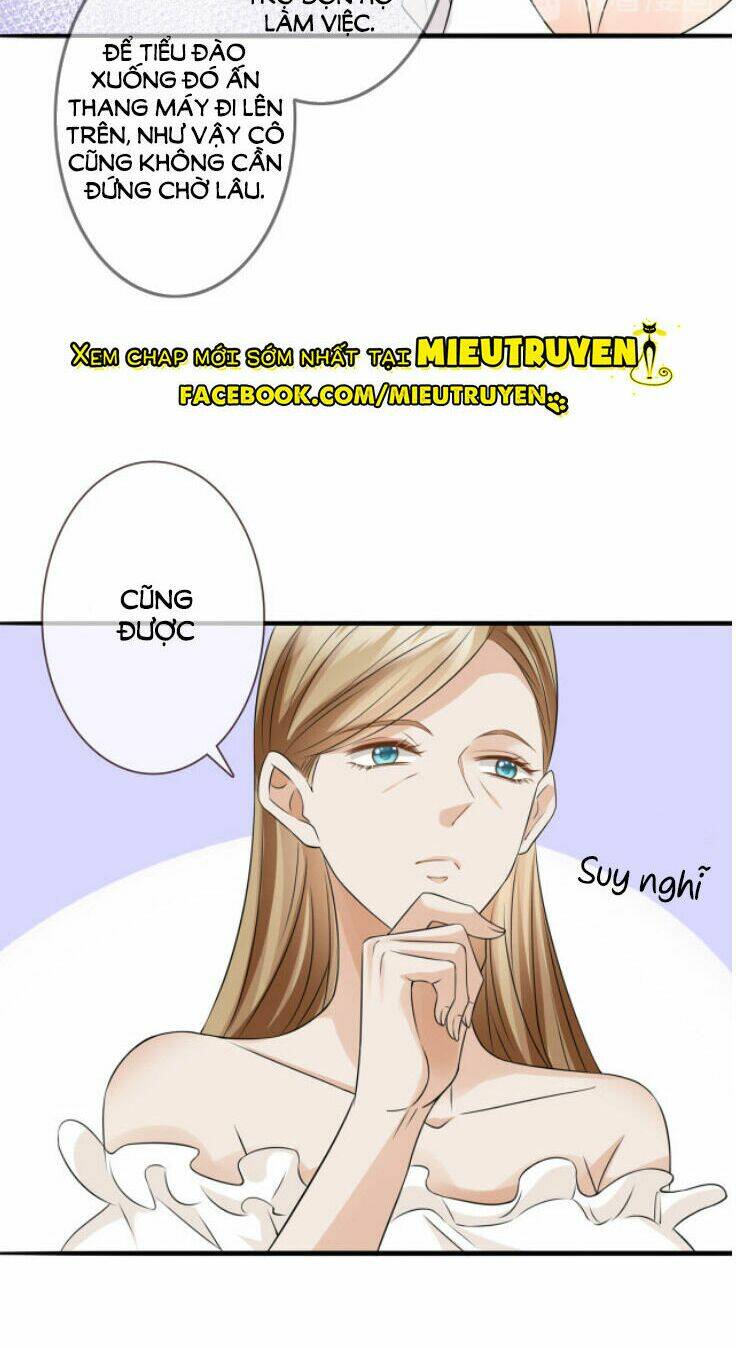 LÀM VIỆC.
ĐỂ TIỂU ĐÀO
XUỐNG ĐÓ ẤN
THANG MÁY ĐI LÊN
TRÊN, NHƯ VẬY CÔ
CŨNG KHÔNG CẦN
ĐỨNG CHỜ LÂU.
XEM CHAP MỚI SỚM NHẤT TẠI MIEUTRUYEN
FACEBOOK.COM/MIEUTRUYEN
CŨNG
ĐƯỢC
Suy nghĩ